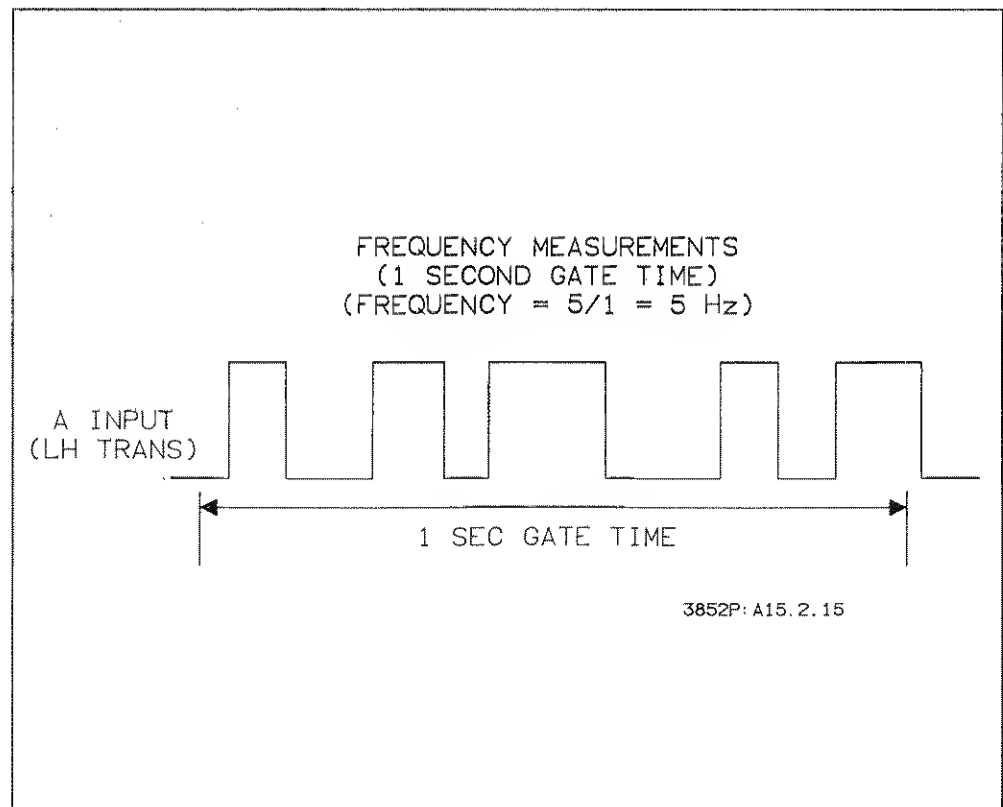 FREQUENCY MEASUREMENTS
(1 SECOND GATE TIME)
(FREQUENCY = 5/1 = 5 Hz)
A INPUT
(LH TRANS)
1 SEC GATE TIME
3852P:A15.2.15